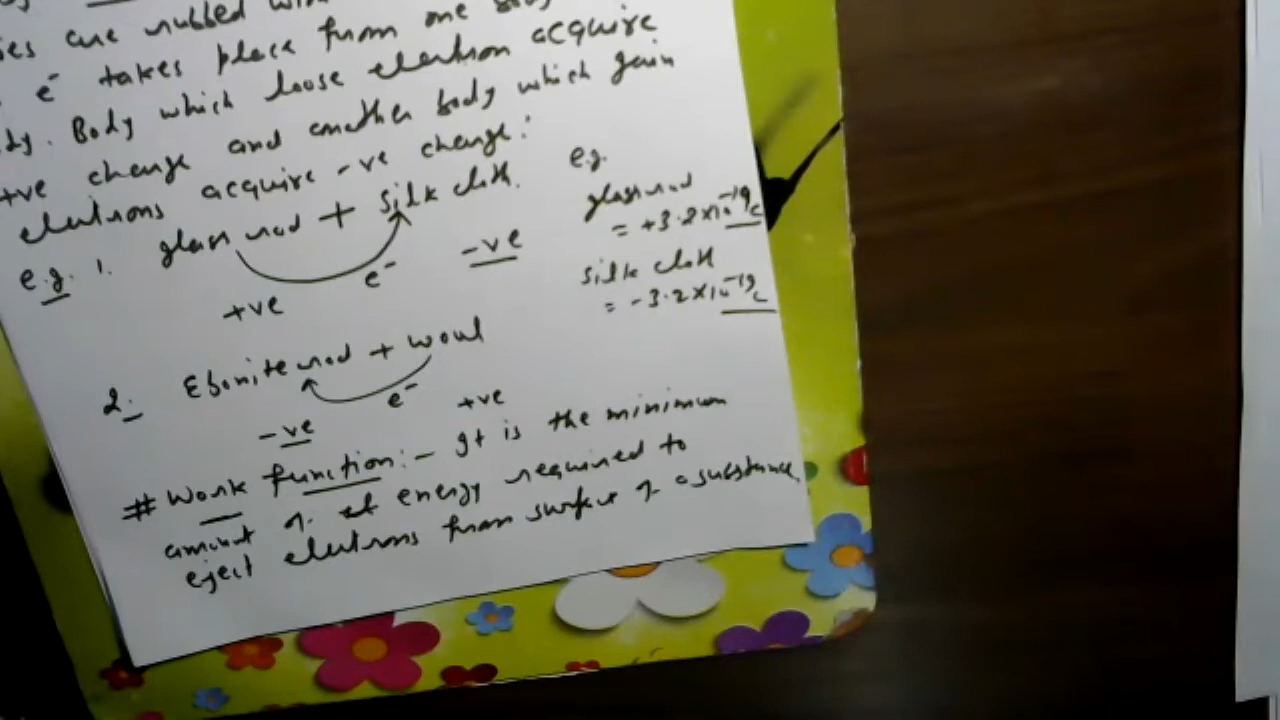 ies are rubbed with
e⁻ takes place from one Body
dy. Body which loose electron acquire
+ve charge and another body which gain
electrons acquire -ve charge.
e.g. 1. glass rod + silk cloth.
e⁻
+ve
-ve
e.g.
glass rod
= +3.2×10⁻¹⁹c
silk cloth
= -3.2×10⁻¹⁹c
2. Ebonite rod + wool
e⁻
-ve
+ve
# Work function:- It is the minimum
amount of energy required to
eject electrons from surface of a substance.